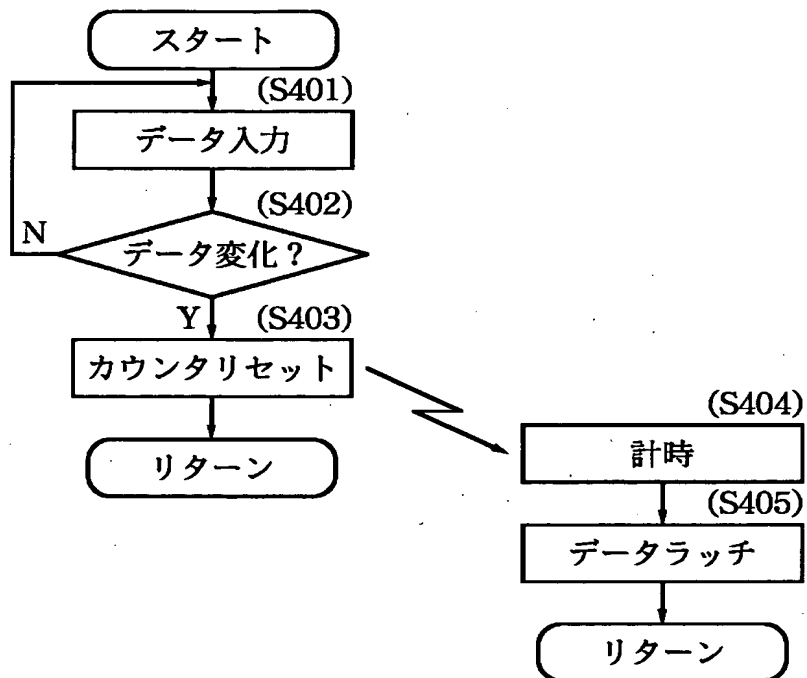 スタート
(S401)
データ入力
(S402)
N
データ変化？
Y
(S403)
カウンタリセット
リターン
(S404)
計時
(S405)
データラッチ
リターン